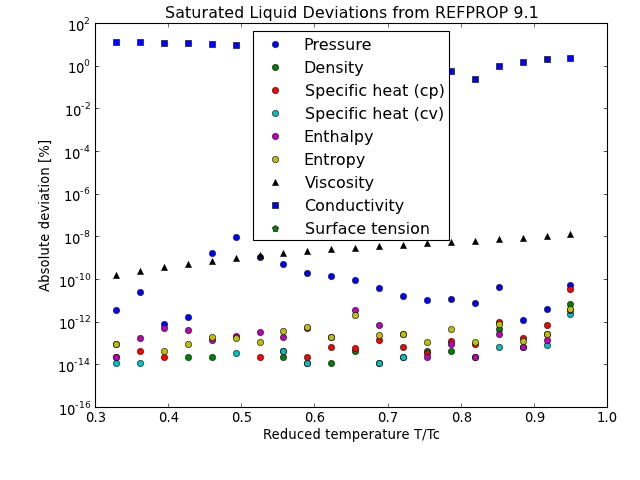 Saturated Liquid Deviations from REFPROP 9.1
Absolute deviation [%]
10^2
10^0
10^-2
10^-4
10^-6
10^-8
10^-10
10^-12
10^-14
10^-16
Pressure
Density
Specific heat (cp)
Specific heat (cv)
Enthalpy
Entropy
Viscosity
Conductivity
Surface tension
0.3 0.4 0.5 0.6 0.7 0.8 0.9 1.0
Reduced temperature T/Tc